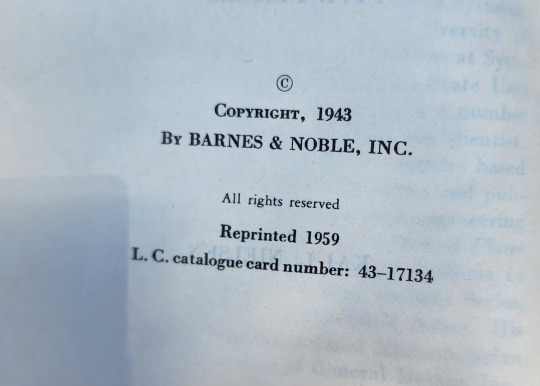 ©
COPYRIGHT, 1943
BY BARNES & NOBLE, INC.
All rights reserved
Reprinted 1959
L. C. catalogue card number: 43–17134